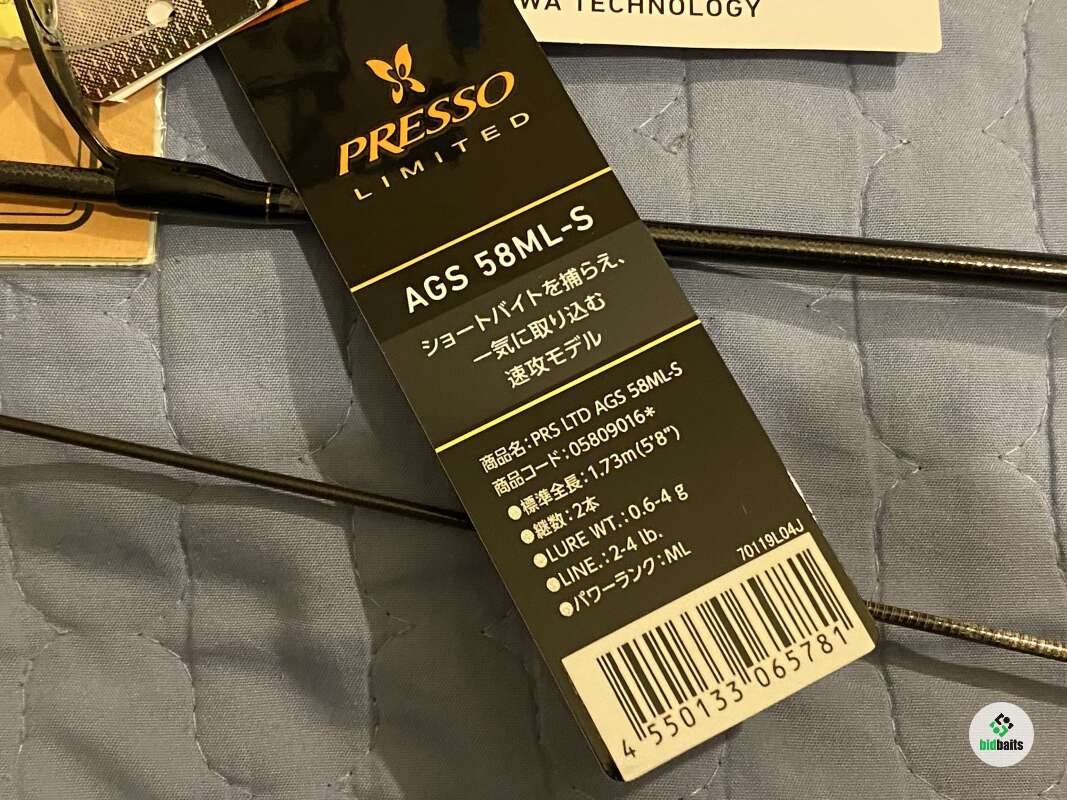 WA TECHNOLOGY
PRESSO
LIMITED
AGS 58ML-S
ショートバイトを捕らえ、
一気に取り込む
速攻モデル
商品名：PRS LTD AGS 58ML-S
商品コード：05809016*
●標準全長：1.73m(5'8")
●継数：2本
●LURE WT.：0.6-4 g
●LINE.：2-4 lb.
●パワーランク：ML
70119L04J
4 550133 065781
bidbaits